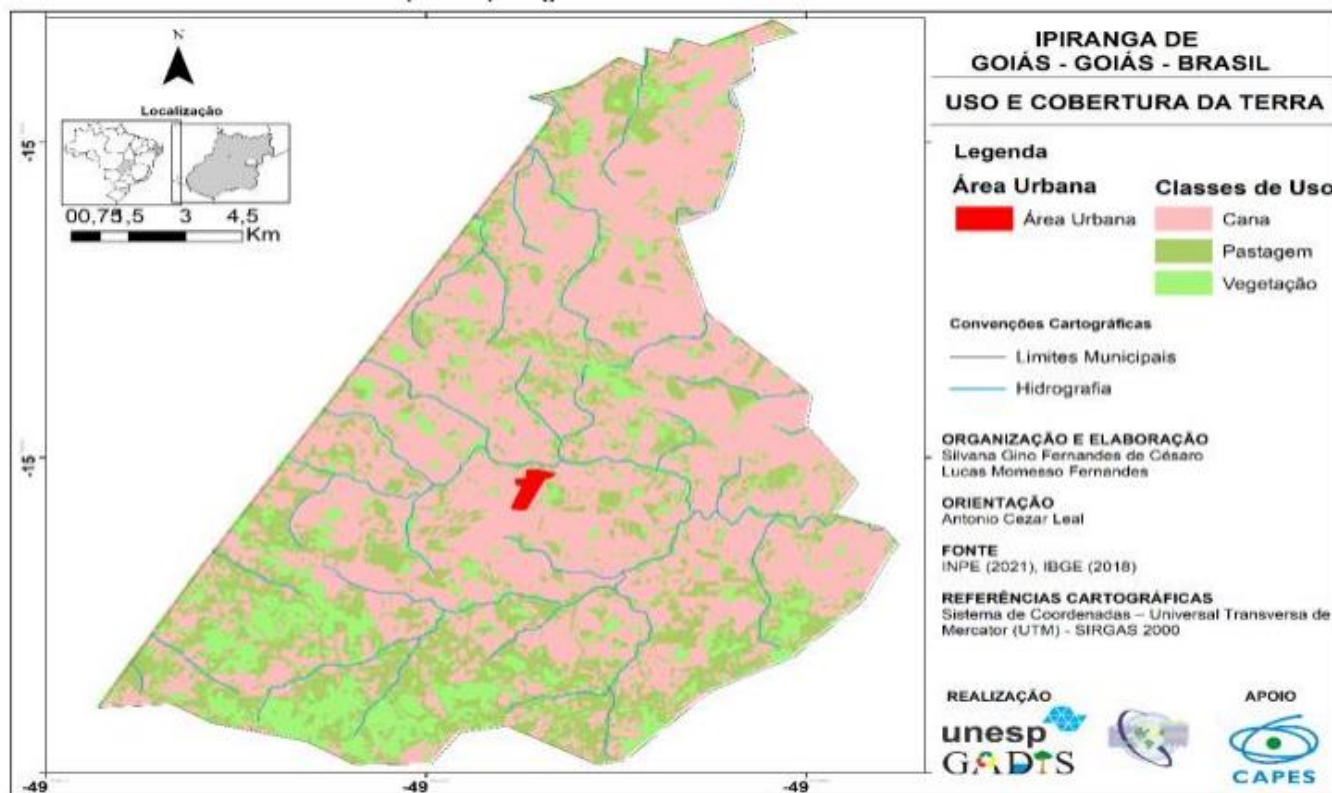 N
Localização
00,751,5 3 4,5
Km
-15
-15
-49
-49
-49
IPIRANGA DE
GOIÁS - GOIÁS - BRASIL
USO E COBERTURA DA TERRA
Legenda
Área Urbana
Área Urbana
Classes de Uso
Cana
Pastagem
Vegetação
Convenções Cartográficas
Limites Municipais
Hidrografia
ORGANIZAÇÃO E ELABORAÇÃO
Silvana Gino Fernandes de Césaro
Lucas Momesso Fernandes
ORIENTAÇÃO
Antonio Cezar Leal
FONTE
INPE (2021), IBGE (2018)
REFERÊNCIAS CARTOGRÁFICAS
Sistema de Coordenadas – Universal Transversa de
Mercator (UTM) - SIRGAS 2000
REALIZAÇÃO
unesp
GADIS
APOIO
CAPES